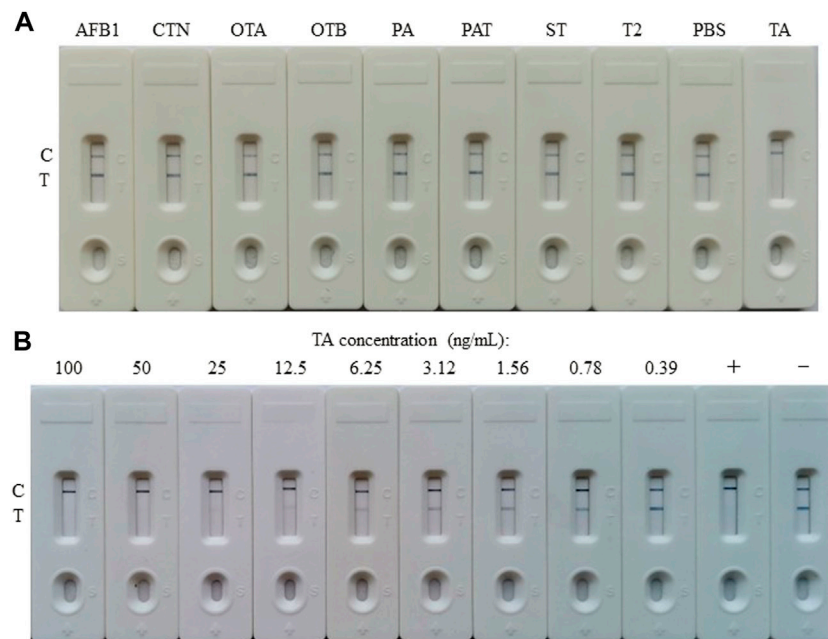 A
AFB1 CTN OTA OTB PA PAT ST T2 PBS TA
C C C C C C C C C C C
T T T T T T T T T T T
S S S S S S S S S S
B
TA concentration (ng/mL):
100 50 25 12.5 6.25 3.12 1.56 0.78 0.39 + −
C C C C C C C C C C C C
T T T T T T T T T T T T
S S S S S S S S S S S